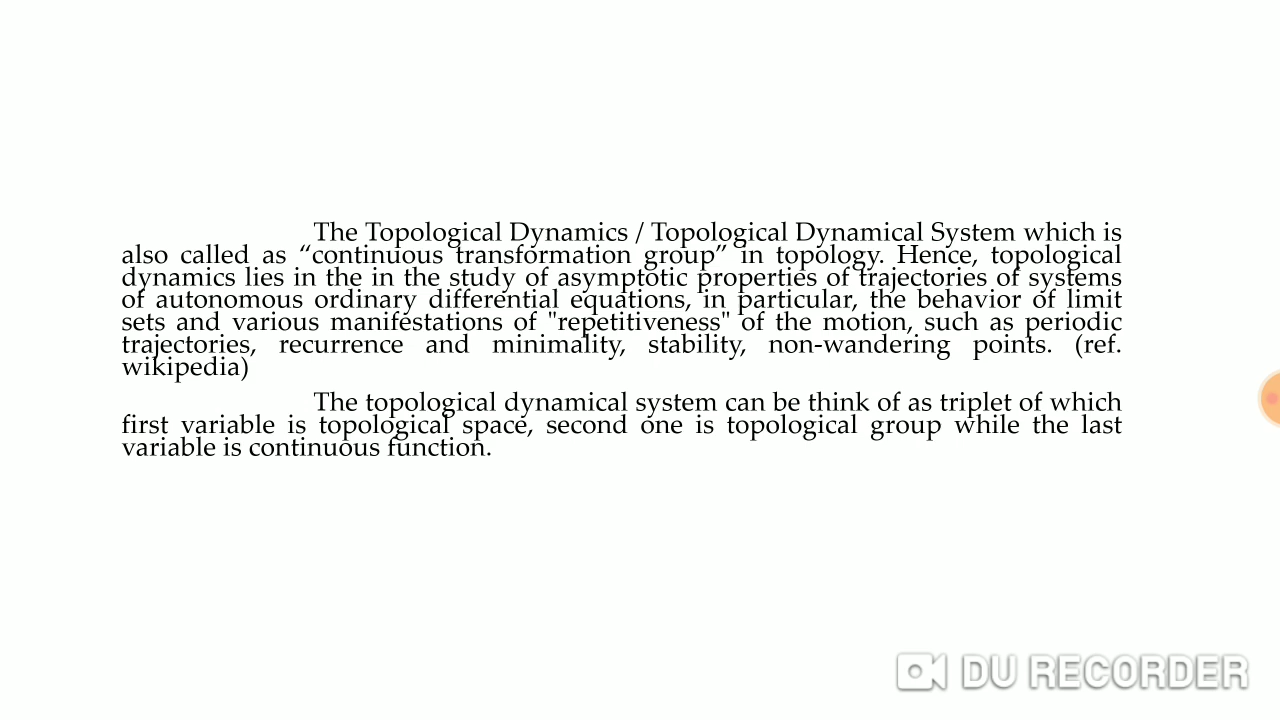 The Topological Dynamics / Topological Dynamical System which is
also called as “continuous transformation group” in topology. Hence, topological
dynamics lies in the in the study of asymptotic properties of trajectories of systems
of autonomous ordinary differential equations, in particular, the behavior of limit
sets and various manifestations of "repetitiveness" of the motion, such as periodic
trajectories, recurrence and minimality, stability, non-wandering points. (ref.
wikipedia)
The topological dynamical system can be think of as triplet of which
first variable is topological space, second one is topological group while the last
variable is continuous function.
DU RECORDER